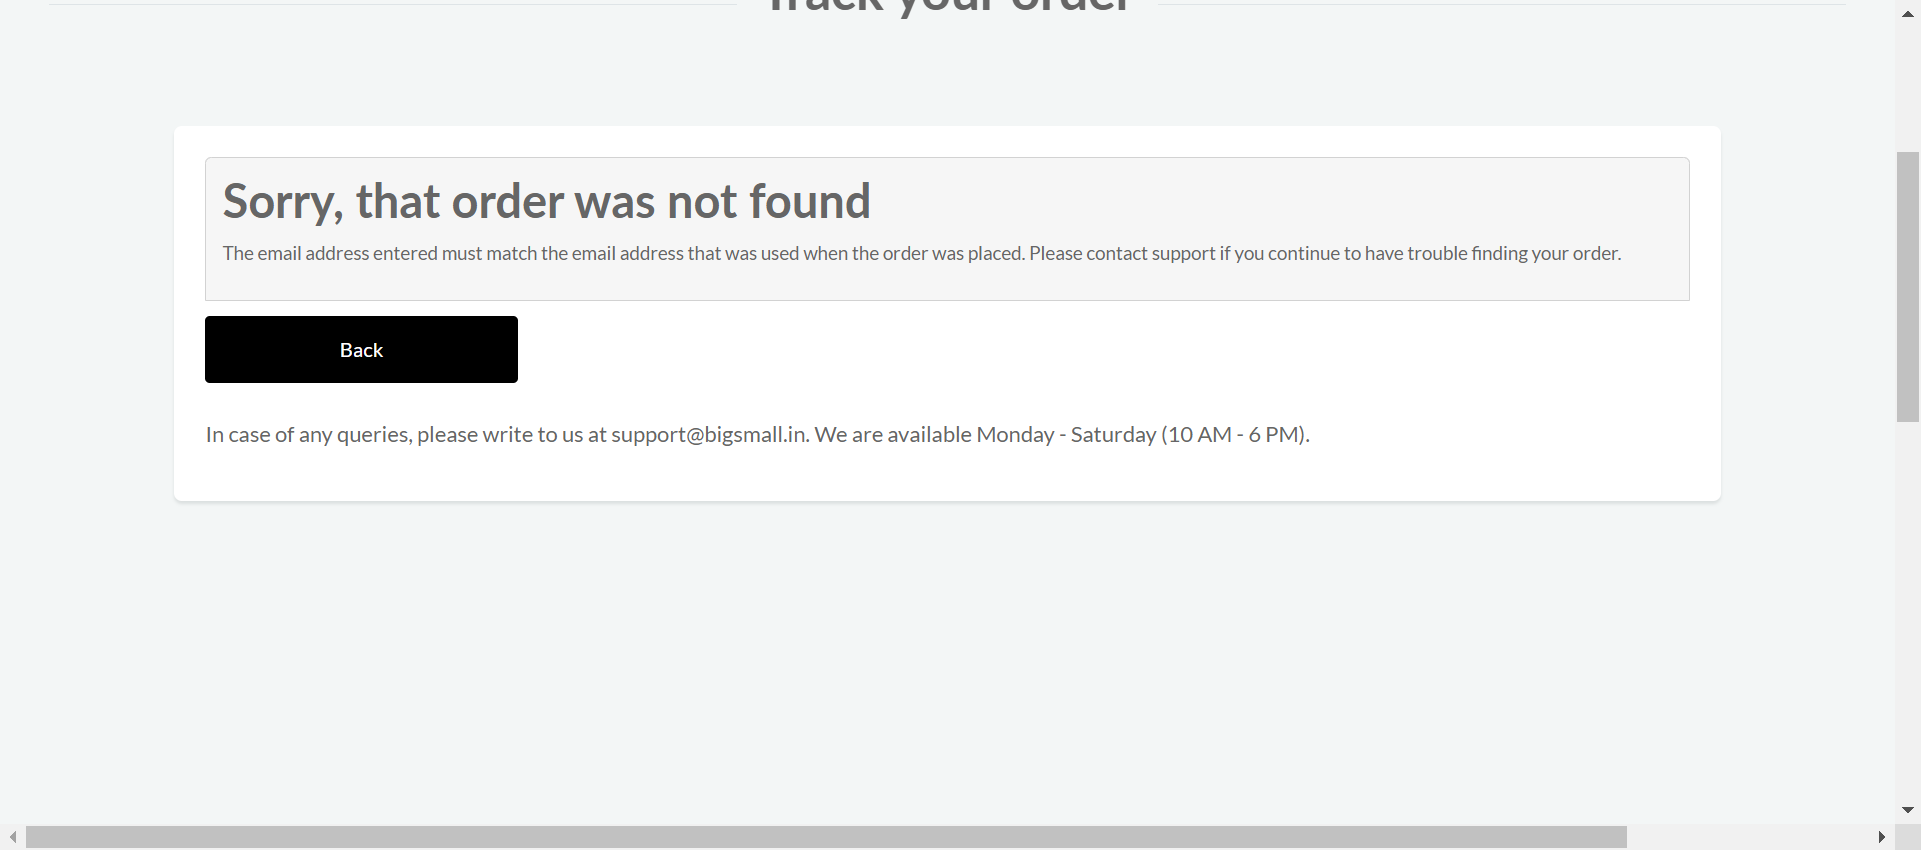 Track your order
Sorry, that order was not found
The email address entered must match the email address that was used when the order was placed. Please contact support if you continue to have trouble finding your order.
Back
In case of any queries, please write to us at support@bigsmall.in. We are available Monday - Saturday (10 AM - 6 PM).